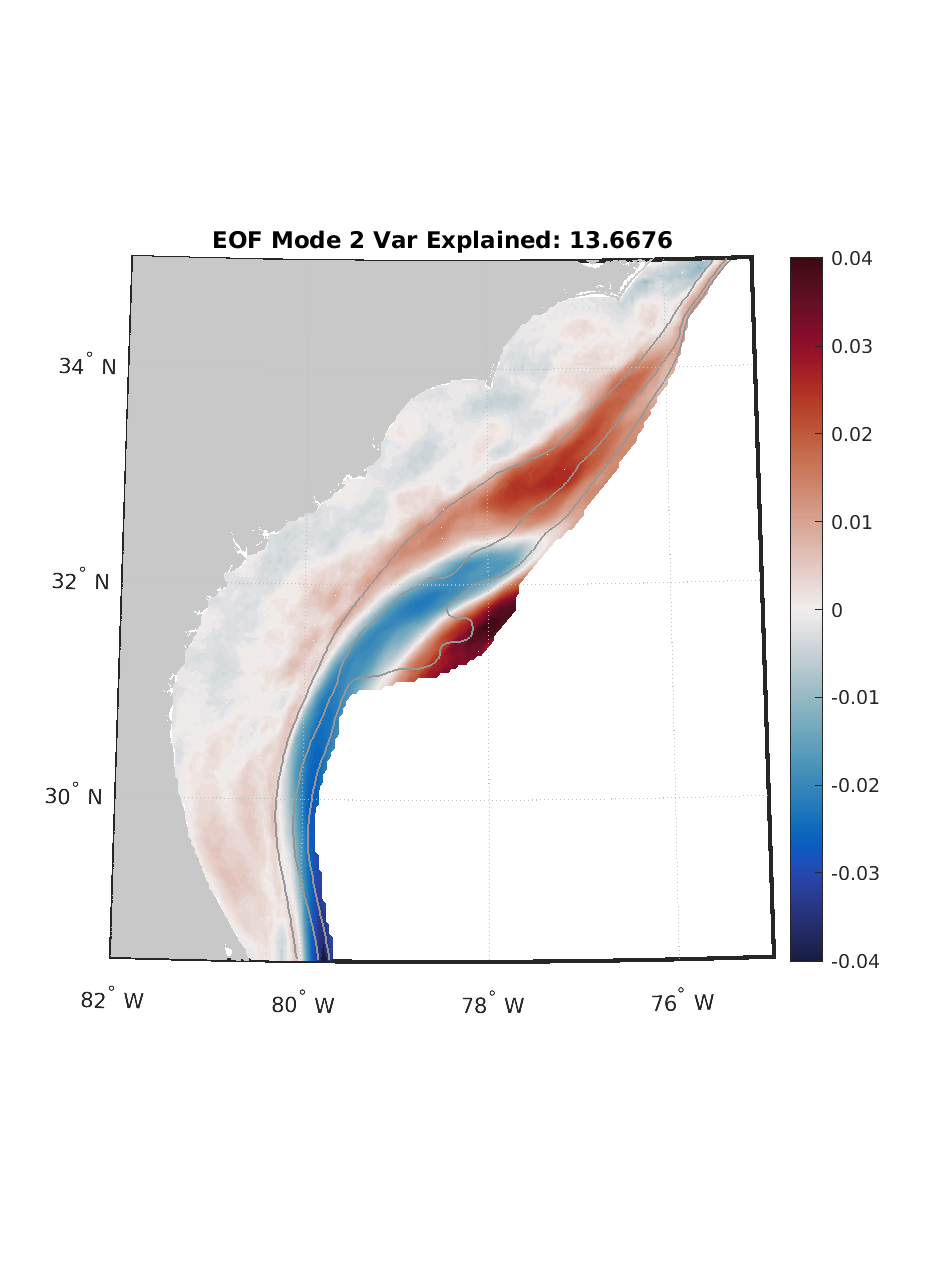 EOF Mode 2 Var Explained: 13.6676
34° N
32° N
30° N
82° W
80° W
78° W
76° W
0.04
0.03
0.02
0.01
0
-0.01
-0.02
-0.03
-0.04